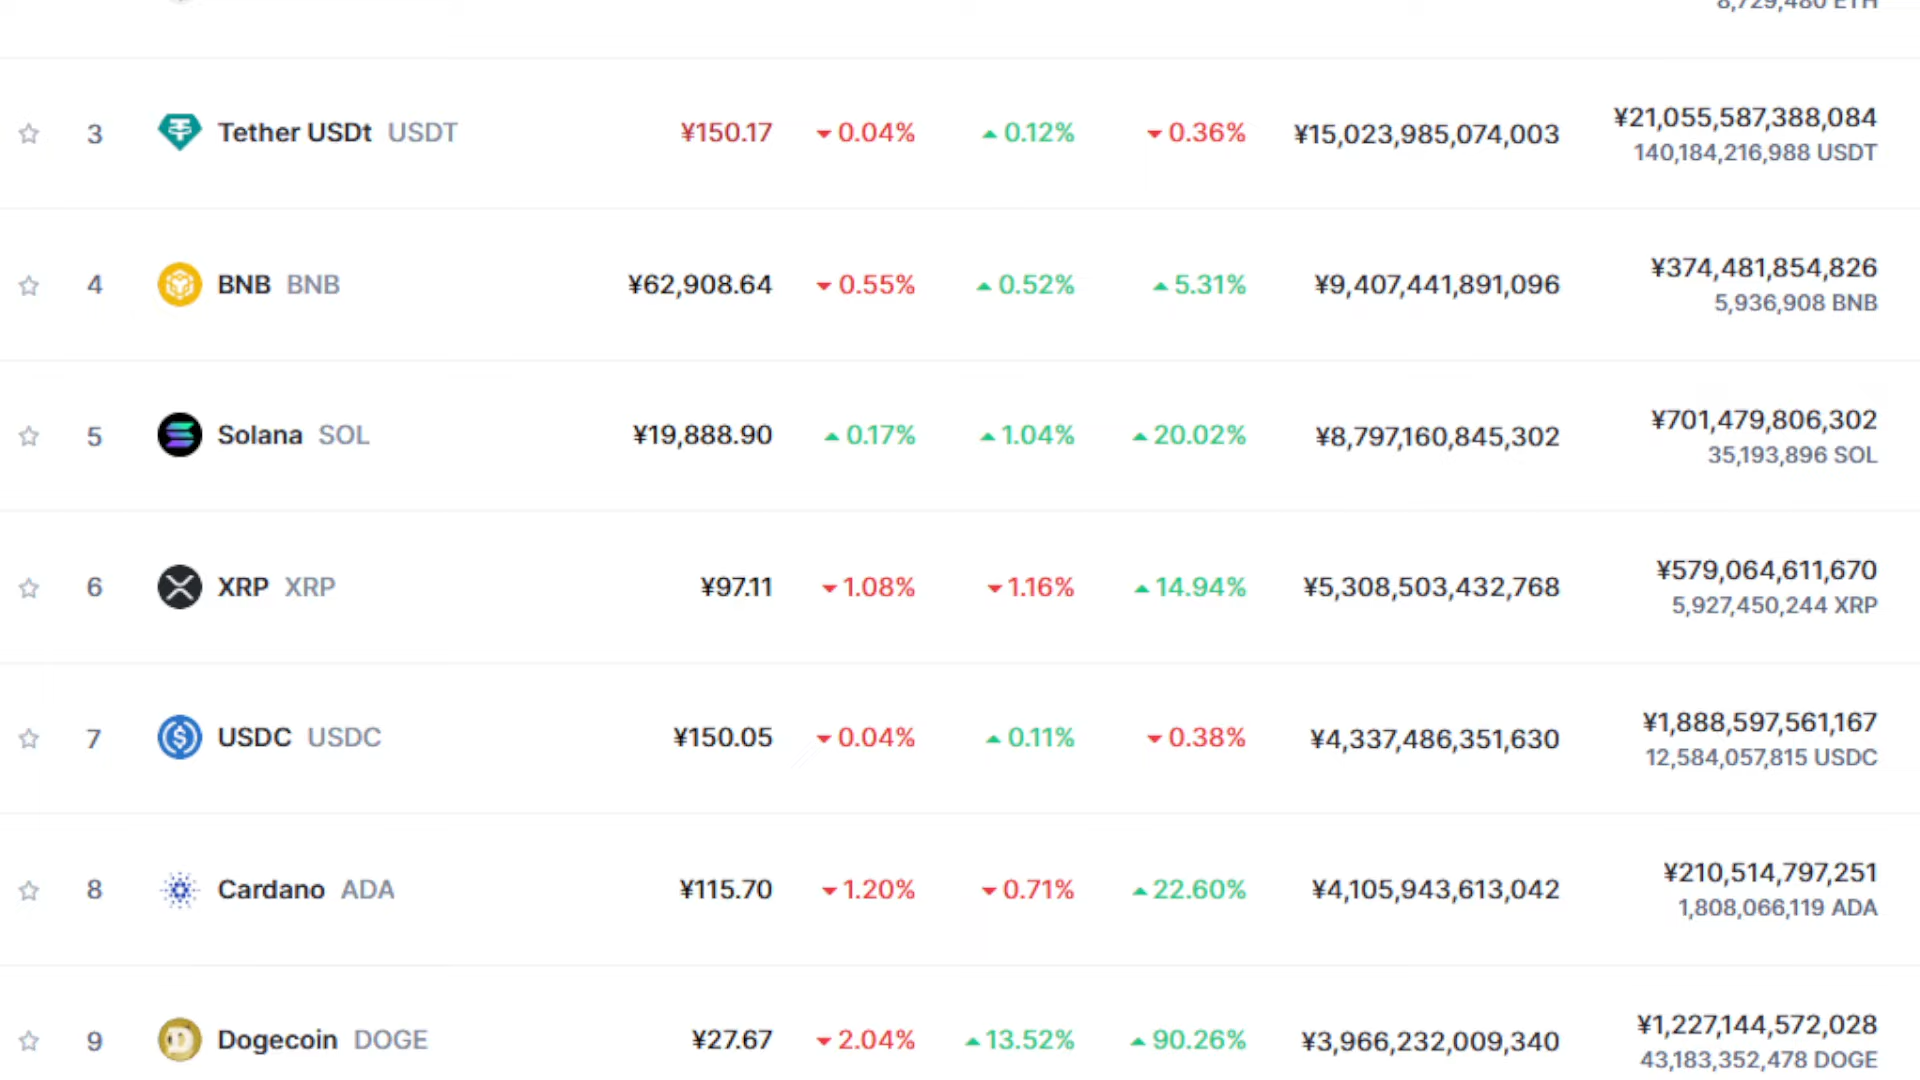 8,729,480 ETH
3 Tether USDt USDT ¥150.17 0.04% 0.12% 0.36% ¥15,023,985,074,003 ¥21,055,587,388,084
140,184,216,988 USDT
4 BNB BNB ¥62,908.64 0.55% 0.52% 5.31% ¥9,407,441,891,096 ¥374,481,854,826
5,936,908 BNB
5 Solana SOL ¥19,888.90 0.17% 1.04% 20.02% ¥8,797,160,845,302 ¥701,479,806,302
35,193,896 SOL
6 XRP XRP ¥97.11 1.08% 1.16% 14.94% ¥5,308,503,432,768 ¥579,064,611,670
5,927,450,244 XRP
7 USDC USDC ¥150.05 0.04% 0.11% 0.38% ¥4,337,486,351,630 ¥1,888,597,561,167
12,584,057,815 USDC
8 Cardano ADA ¥115.70 1.20% 0.71% 22.60% ¥4,105,943,613,042 ¥210,514,797,251
1,808,066,119 ADA
9 Dogecoin DOGE ¥27.67 2.04% 13.52% 90.26% ¥3,966,232,009,340 ¥1,227,144,572,028
43,183,352,478 DOGE